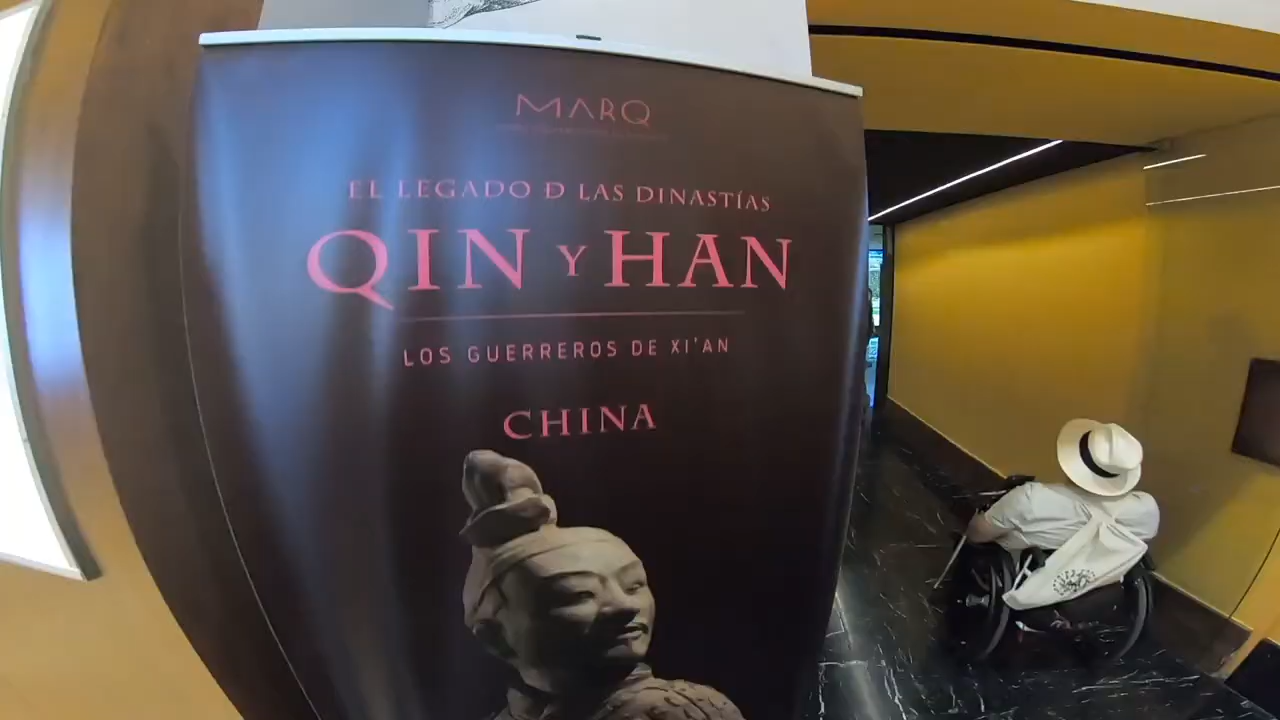 MARQ
EL LEGADO D LAS DINASTÍAS
QIN Y HAN
LOS GUERREROS DE XI'AN
CHINA